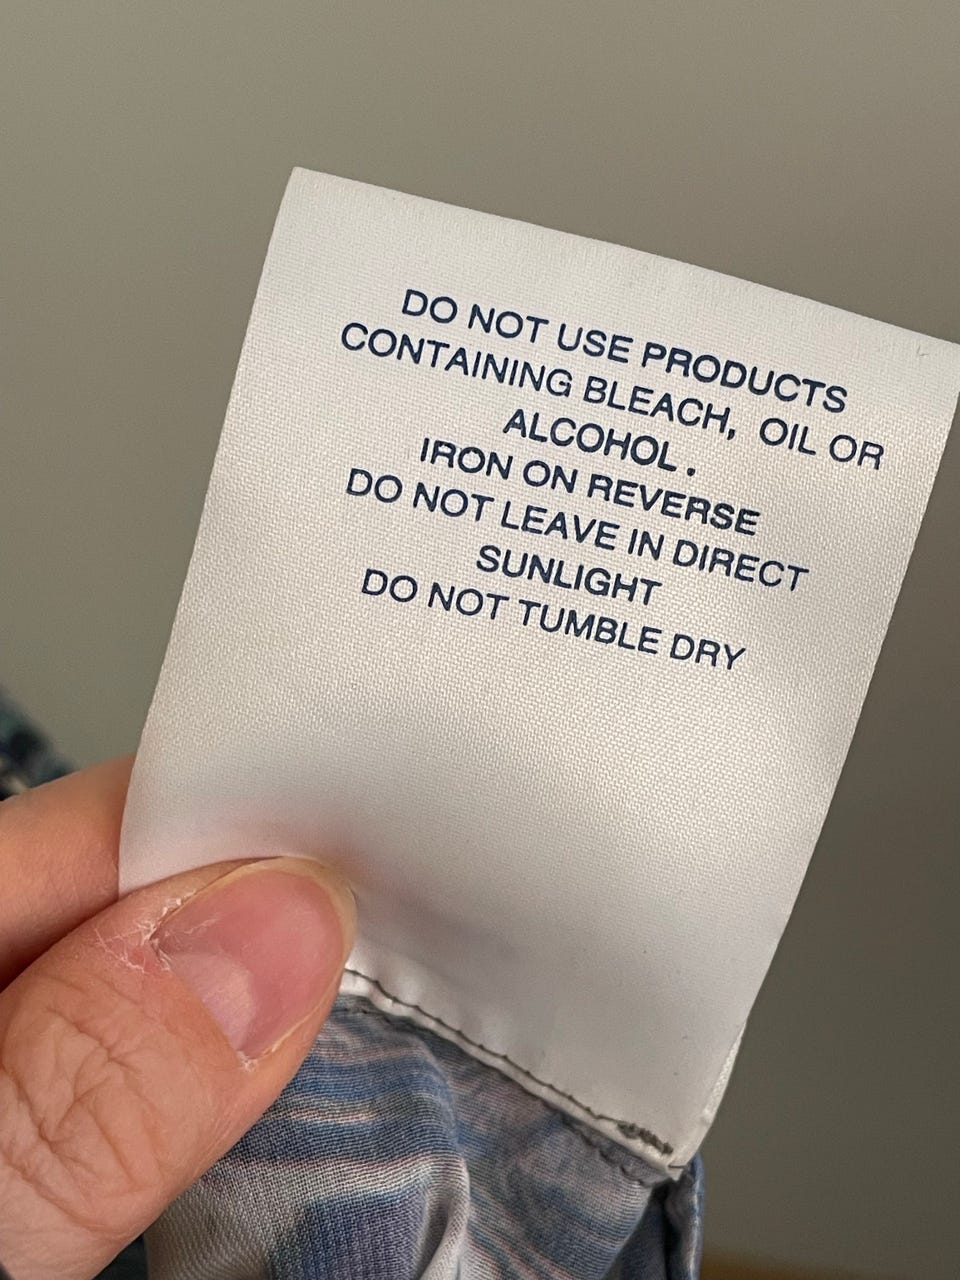 DO NOT USE PRODUCTS
CONTAINING BLEACH, OIL OR
ALCOHOL.
IRON ON REVERSE
DO NOT LEAVE IN DIRECT
SUNLIGHT
DO NOT TUMBLE DRY